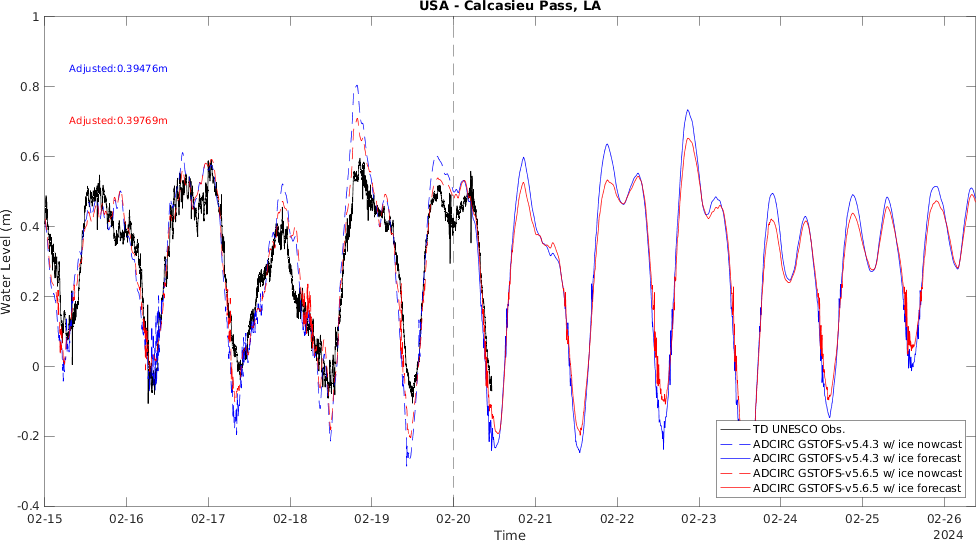 USA - Calcasieu Pass, LA
1
0.8
0.6
0.4
0.2
0
-0.2
-0.4
Water Level (m)
Adjusted:0.39476m
Adjusted:0.39769m
TD UNESCO Obs.
ADCIRC GSTOFS-v5.4.3 w/ ice nowcast
ADCIRC GSTOFS-v5.4.3 w/ ice forecast
ADCIRC GSTOFS-v5.6.5 w/ ice nowcast
ADCIRC GSTOFS-v5.6.5 w/ ice forecast
02-15 02-16 02-17 02-18 02-19 02-20 02-21 02-22 02-23 02-24 02-25 02-26
Time
2024